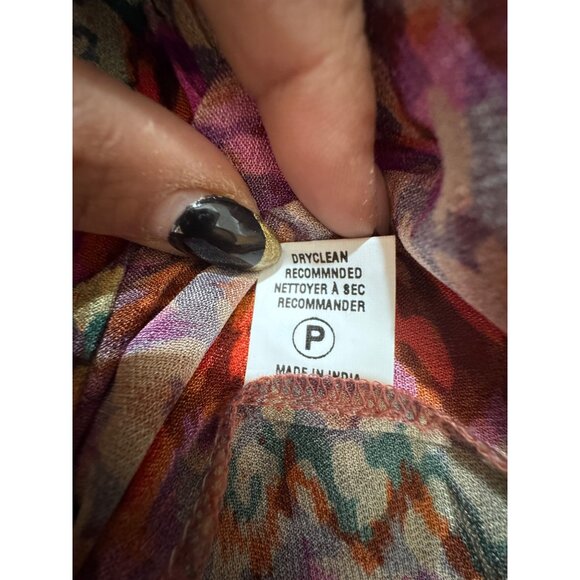 DRYCLEAN
RECOMMNDED
NETTOYER À SEC
RECOMMANDER
P
MADE IN INDIA